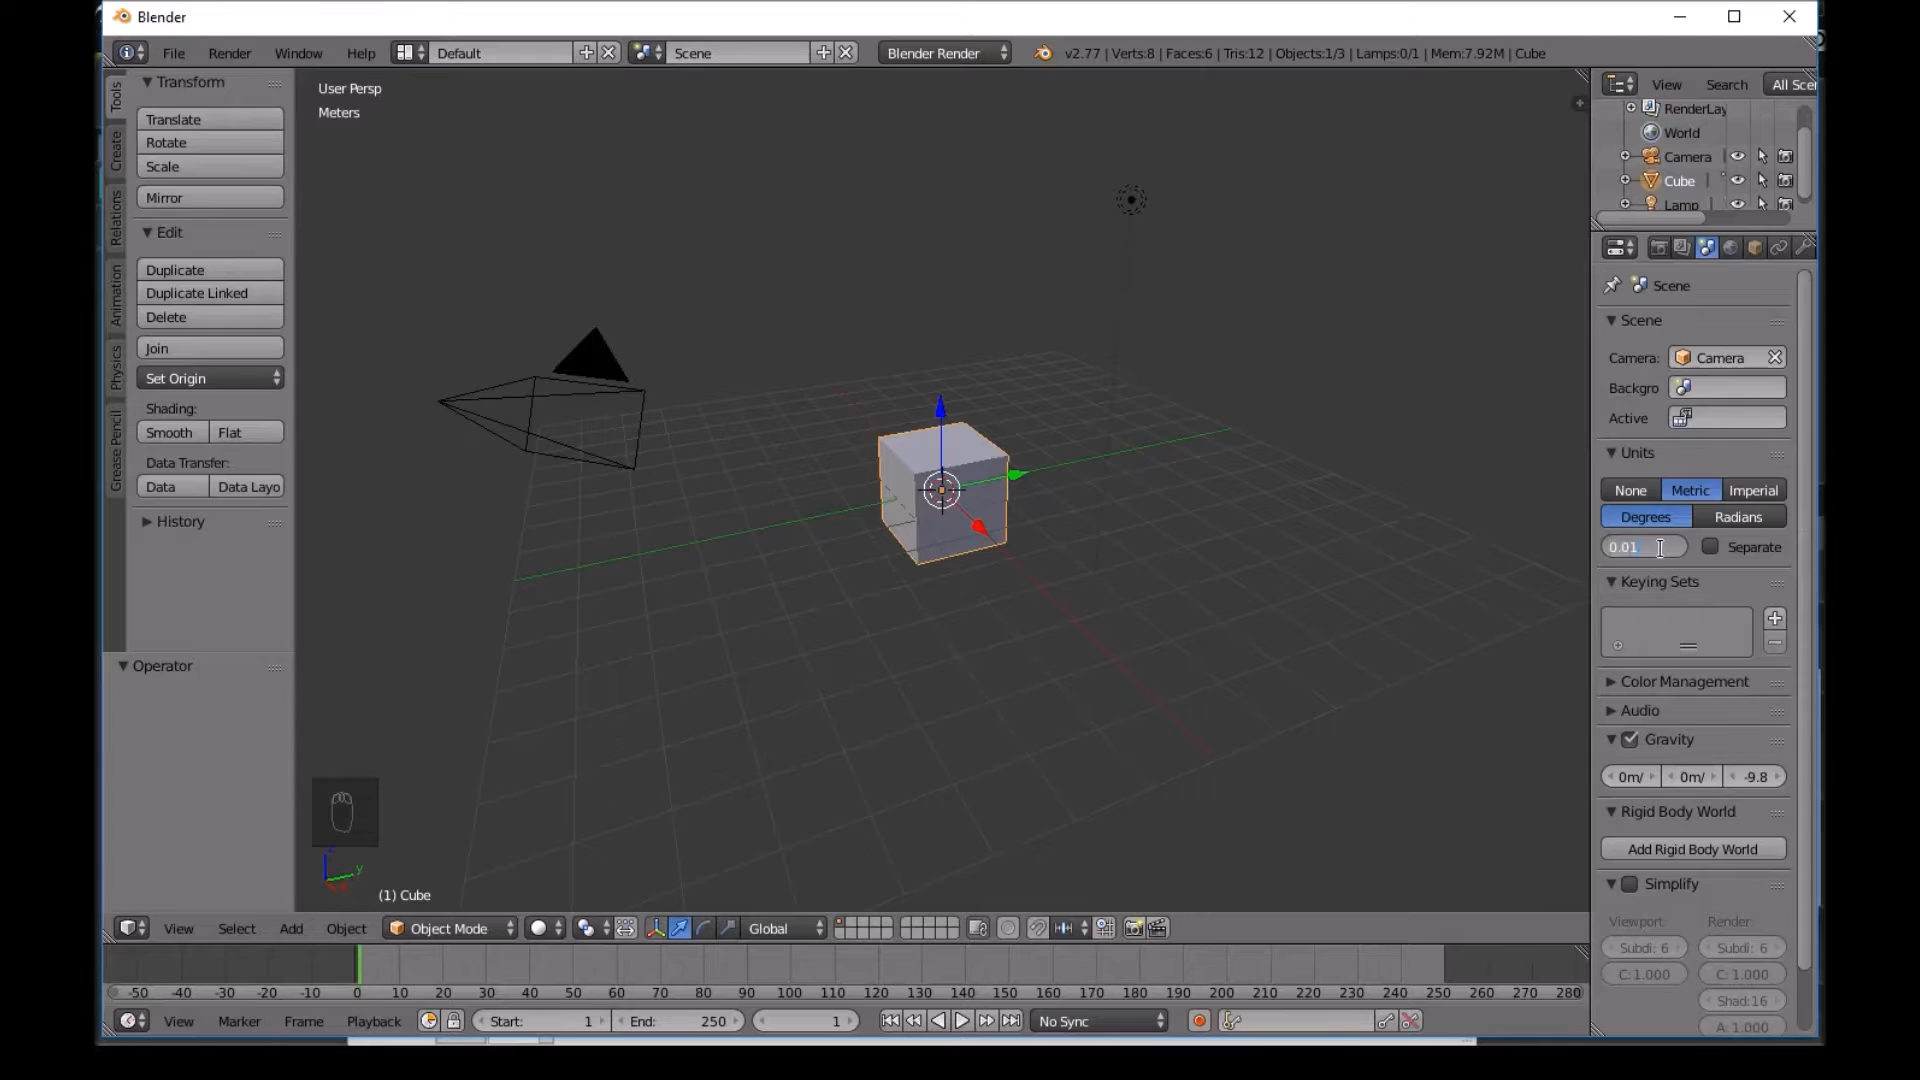 Blender
File Render Window Help Default Scene Blender Render v2.77 | Verts:8 | Faces:6 | Tris:12 | Objects:1/3 | Lamps:0/1 | Mem:7.92M | Cube
Tools
Create
Relations
Animation
Physics
Grease Pencil
Transform
Translate
Rotate
Scale
Mirror
Edit
Duplicate
Duplicate Linked
Delete
Join
Set Origin
Shading:
Smooth Flat
Data Transfer:
Data Data Layo
History
Operator
User Persp
Meters
z
y
(1) Cube
View Select Add Object Object Mode Global
-50 -40 -30 -20 -10 0 10 20 30 40 50 60 70 80 90 100 110 120 130 140 150 160 170 180 190 200 210 220 230 240 250 260 270 280
View Marker Frame Playback Start: 1 End: 250 1 No Sync
View Search All Scen
RenderLay
World
Camera
Cube
Lamp
Scene
Scene
Camera: Camera
Backgro
Active
Units
None Metric Imperial
Degrees Radians
0.01 Separate
Keying Sets
Color Management
Audio
Gravity
0m/ 0m/ -9.8
Rigid Body World
Add Rigid Body World
Simplify
Viewport: Render:
Subdi: 6 Subdi: 6
C: 1.000 C: 1.000
Shad:16
A: 1.000